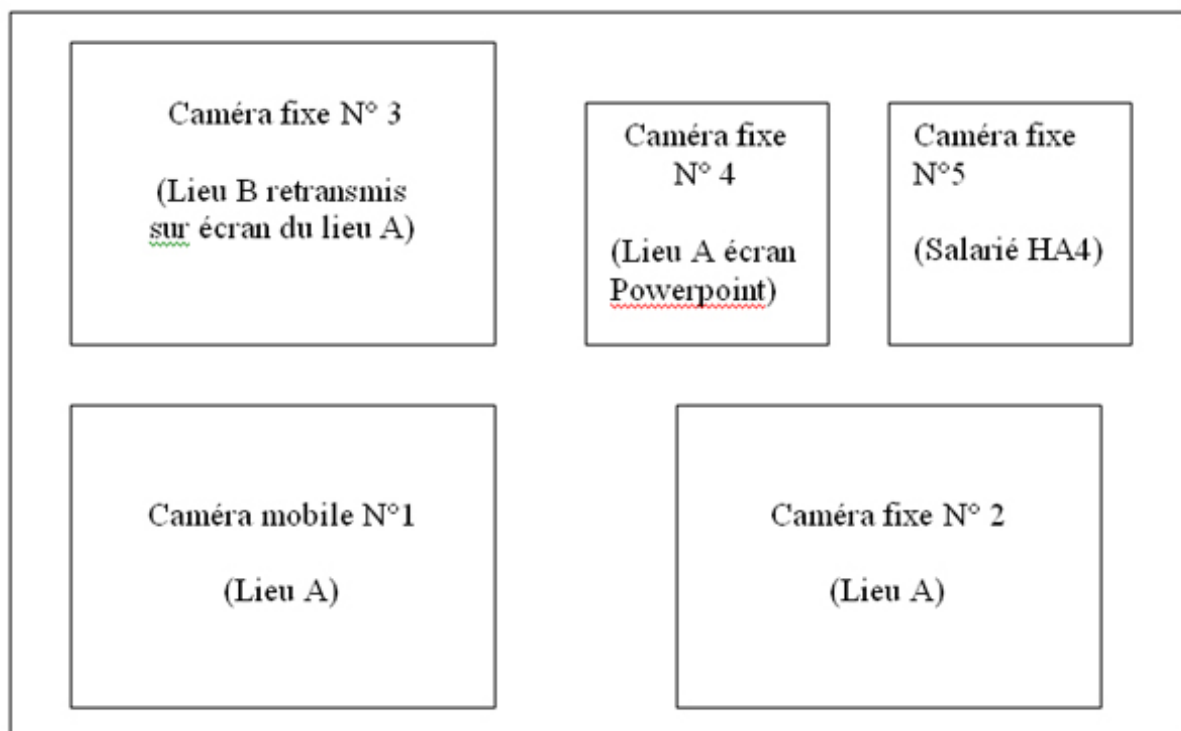 Caméra fixe N° 3
(Lieu B retransmis
sur écran du lieu A)
Caméra fixe
N° 4
(Lieu A écran
Powerpoint)
Caméra fixe
N°5
(Salarié HA4)
Caméra mobile N°1
(Lieu A)
Caméra fixe N° 2
(Lieu A)